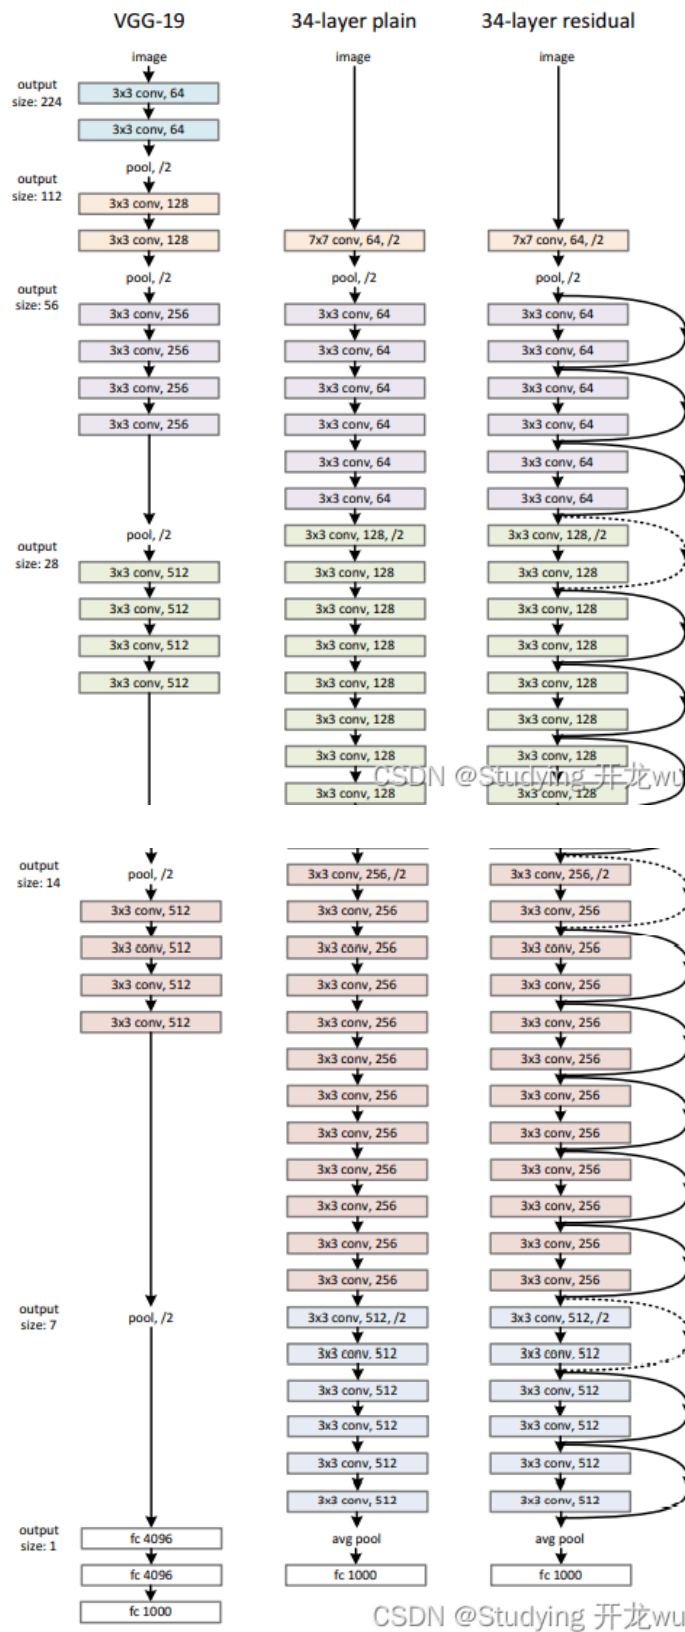 VGG-19
image
output
size: 224
3x3 conv, 64
3x3 conv, 64
pool, /2
output
size: 112
3x3 conv, 128
3x3 conv, 128
pool, /2
output
size: 56
3x3 conv, 256
3x3 conv, 256
3x3 conv, 256
3x3 conv, 256
pool, /2
output
size: 28
3x3 conv, 512
3x3 conv, 512
3x3 conv, 512
3x3 conv, 512
34-layer plain
image
7x7 conv, 64, /2
pool, /2
3x3 conv, 64
3x3 conv, 64
3x3 conv, 64
3x3 conv, 64
3x3 conv, 64
3x3 conv, 64
3x3 conv, 128, /2
3x3 conv, 128
3x3 conv, 128
3x3 conv, 128
3x3 conv, 128
3x3 conv, 128
3x3 conv, 128
3x3 conv, 128
34-layer residual
image
7x7 conv, 64, /2
pool, /2
3x3 conv, 64
3x3 conv, 64
3x3 conv, 64
3x3 conv, 64
3x3 conv, 64
3x3 conv, 64
3x3 conv, 128, /2
3x3 conv, 128
3x3 conv, 128
3x3 conv, 128
3x3 conv, 128
3x3 conv, 128
3x3 conv, 128
3x3 conv, 128
CSDN @Studying 开龙wu
output
size: 14
pool, /2
3x3 conv, 512
3x3 conv, 512
3x3 conv, 512
3x3 conv, 512
output
size: 7
pool, /2
output
size: 1
fc 4096
fc 4096
fc 1000
3x3 conv, 256, /2
3x3 conv, 256
3x3 conv, 256
3x3 conv, 256
3x3 conv, 256
3x3 conv, 256
3x3 conv, 256
3x3 conv, 256
3x3 conv, 256
3x3 conv, 256
3x3 conv, 256
3x3 conv, 256
3x3 conv, 512, /2
3x3 conv, 512
3x3 conv, 512
3x3 conv, 512
3x3 conv, 512
3x3 conv, 512
avg pool
fc 1000
3x3 conv, 256, /2
3x3 conv, 256
3x3 conv, 256
3x3 conv, 256
3x3 conv, 256
3x3 conv, 256
3x3 conv, 256
3x3 conv, 256
3x3 conv, 256
3x3 conv, 256
3x3 conv, 256
3x3 conv, 256
3x3 conv, 512, /2
3x3 conv, 512
3x3 conv, 512
3x3 conv, 512
3x3 conv, 512
3x3 conv, 512
avg pool
fc 1000
CSDN @Studying 开龙wu